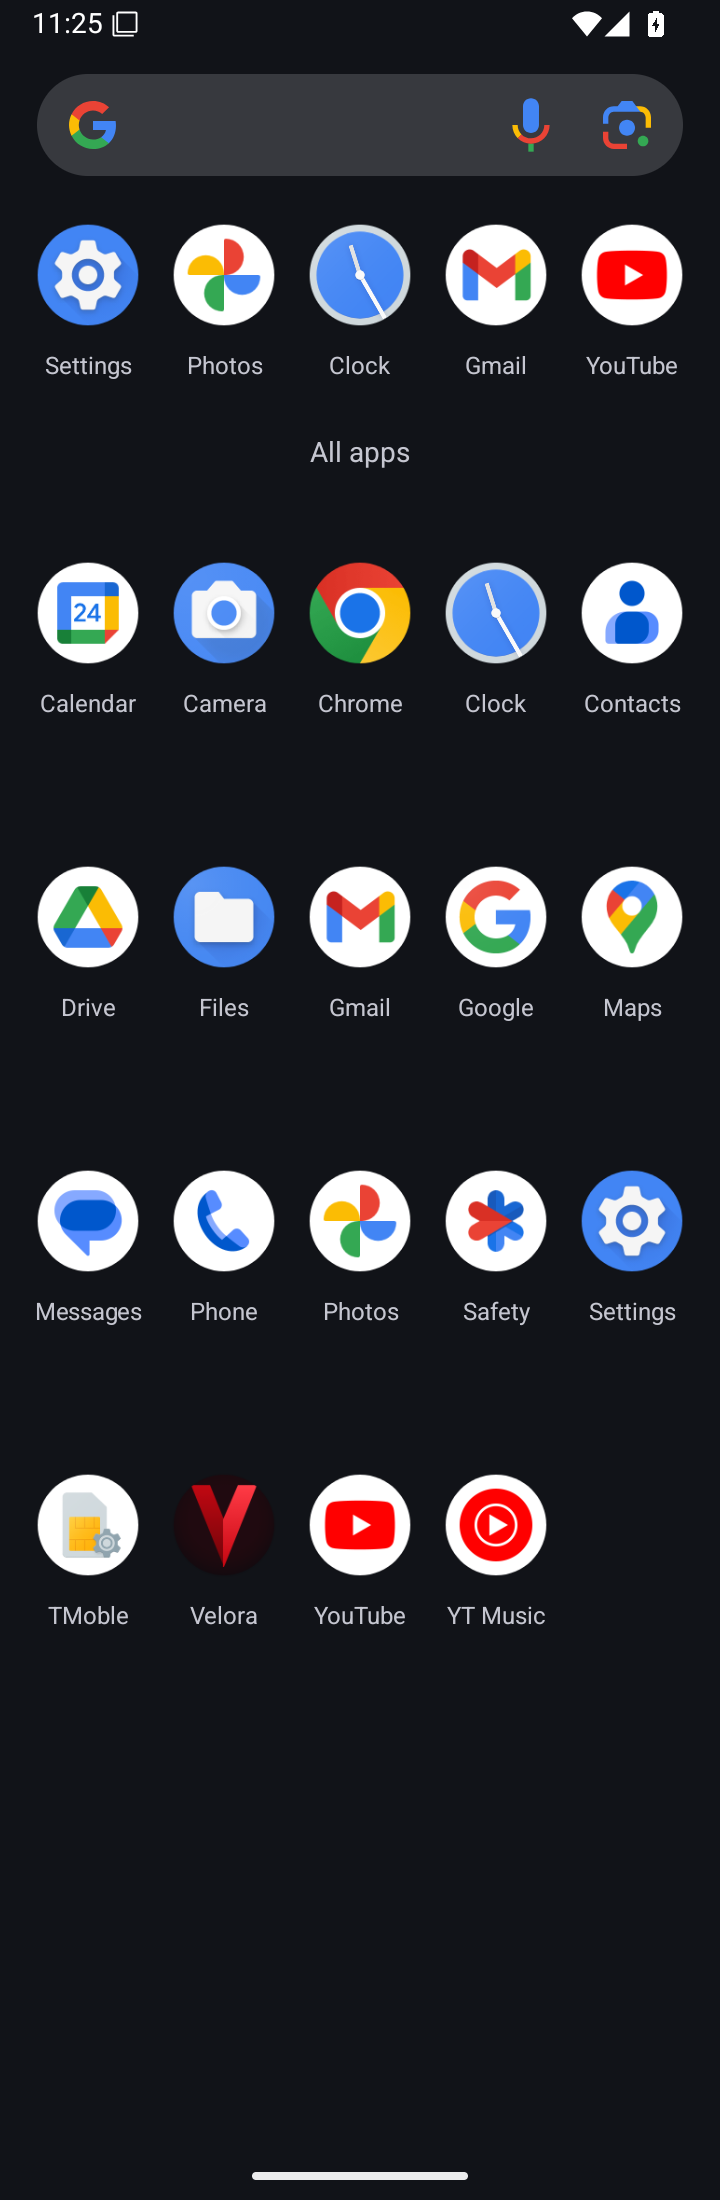 11:25
Settings Photos Clock Gmail YouTube
All apps
24
Calendar Camera Chrome Clock Contacts
Drive Files Gmail Google Maps
Messages Phone Photos Safety Settings
TMoble Velora YouTube YT Music